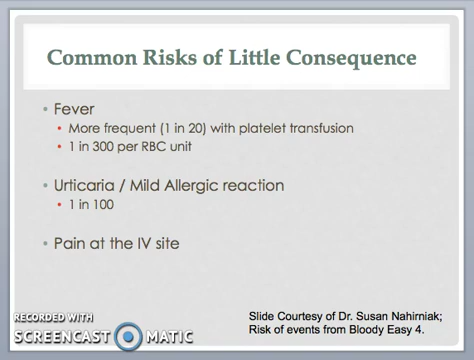 Common Risks of Little Consequence
Fever
More frequent (1 in 20) with platelet transfusion
1 in 300 per RBC unit
Urticaria / Mild Allergic reaction
1 in 100
Pain at the IV site
RECORDED WITH
SCREENCAST MATIC
Slide Courtesy of Dr. Susan Nahirniak;
Risk of events from Bloody Easy 4.